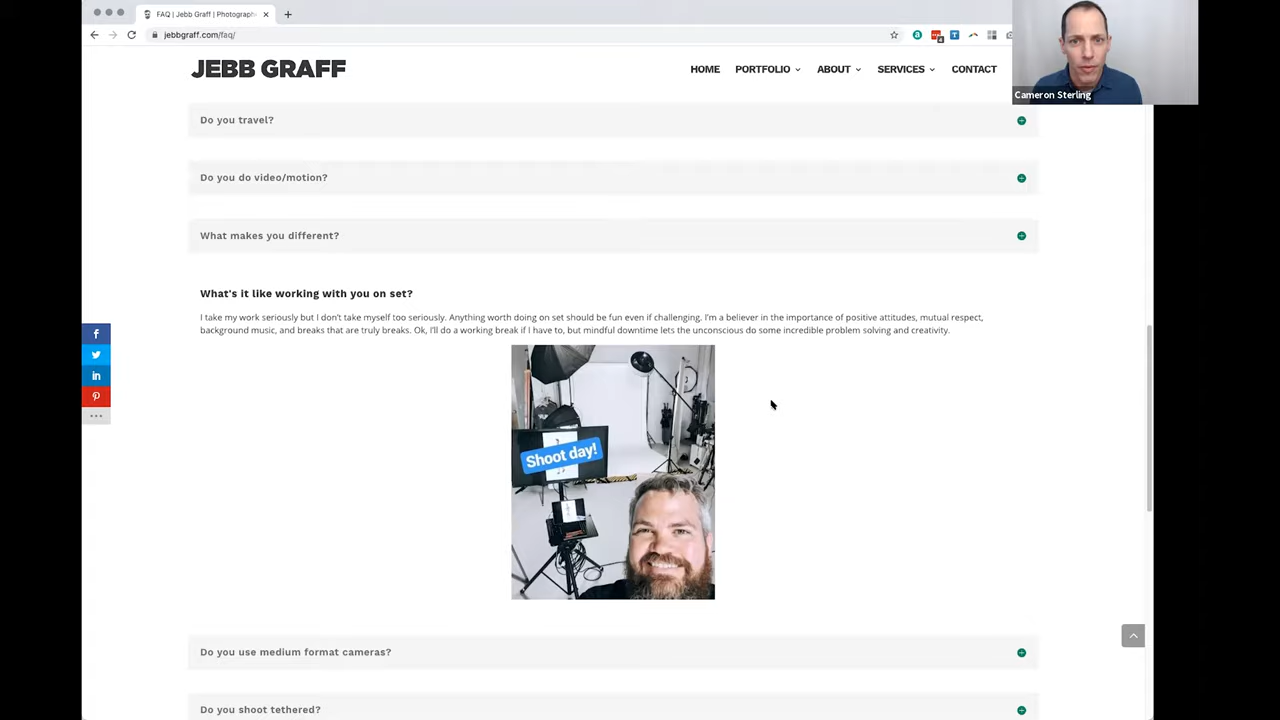 FAQ | Jebb Graff | Photograph
jebbgraff.com/faq/
JEBB GRAFF
HOME
PORTFOLIO
ABOUT
SERVICES
CONTACT
Cameron Sterling
Do you travel?
Do you do video/motion?
What makes you different?
What's it like working with you on set?
I take my work seriously but I don't take myself too seriously. Anything worth doing on set should be fun even if challenging. I'm a believer in the importance of positive attitudes, mutual respect,
background music, and breaks that are truly breaks. Ok, I'll do a working break if I have to, but mindful downtime lets the unconscious do some incredible problem solving and creativity.
Shoot day!
Do you use medium format cameras?
Do you shoot tethered?